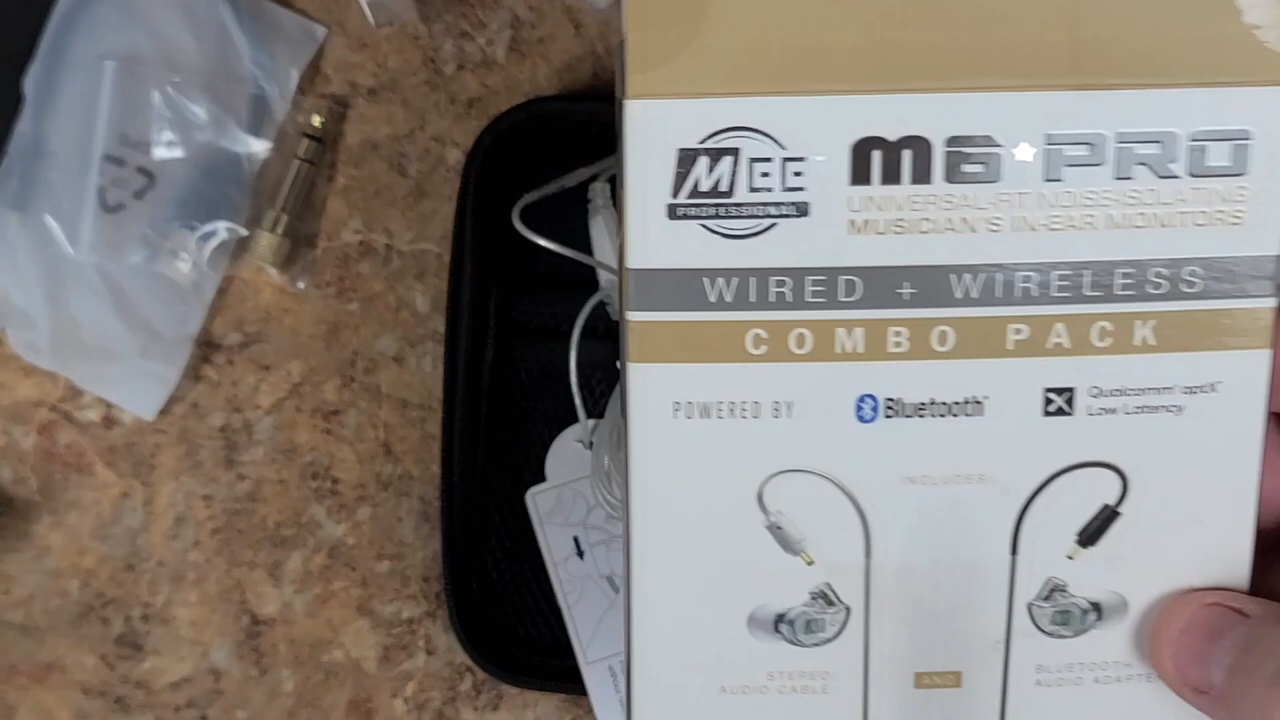 MEE
PROFESSIONAL
M6★PRO
UNIVERSAL-FIT NOISE-ISOLATING
MUSICIAN'S IN-EAR MONITORS
WIRED + WIRELESS
COMBO PACK
POWERED BY
Bluetooth
Qualcomm aptX
Low Latency
INCLUDES:
STEREO
AUDIO CABLE
AND
BLUETOOTH
AUDIO ADAPTE